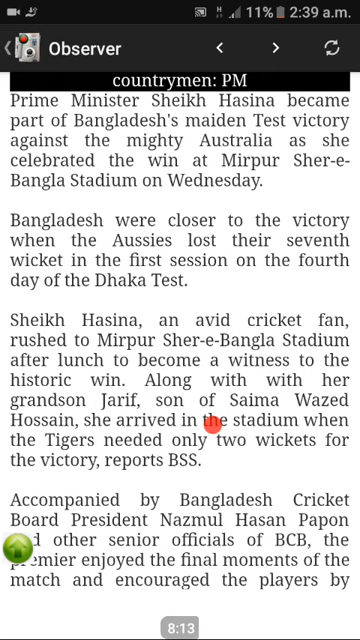 H 11% 2:39 a.m.
Observer
countrymen: PM
Prime Minister Sheikh Hasina became
part of Bangladesh's maiden Test victory
against the mighty Australia as she
celebrated the win at Mirpur Sher-e-
Bangla Stadium on Wednesday.
Bangladesh were closer to the victory
when the Aussies lost their seventh
wicket in the first session on the fourth
day of the Dhaka Test.
Sheikh Hasina, an avid cricket fan,
rushed to Mirpur Sher-e-Bangla Stadium
after lunch to become a witness to the
historic win. Along with with her
grandson Jarif, son of Saima Wazed
Hossain, she arrived in the stadium when
the Tigers needed only two wickets for
the victory, reports BSS.
Accompanied by Bangladesh Cricket
Board President Nazmul Hasan Papon
and other senior officials of BCB, the
premier enjoyed the final moments of the
match and encouraged the players by
8:13